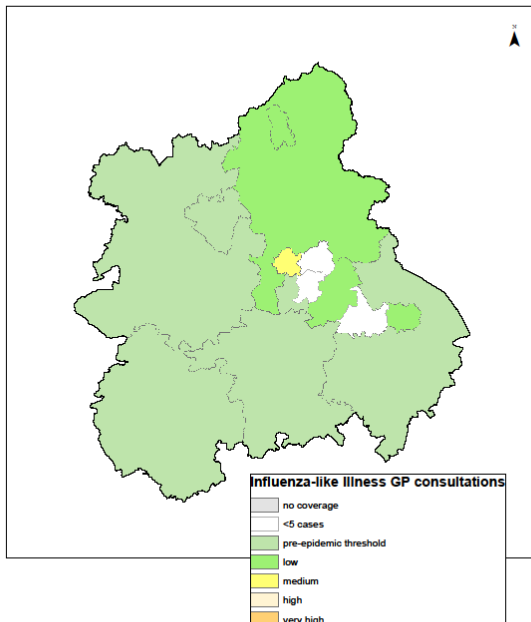 Influenza-like Illness GP consultations
no coverage
<5 cases
pre-epidemic threshold
low
medium
high
very high